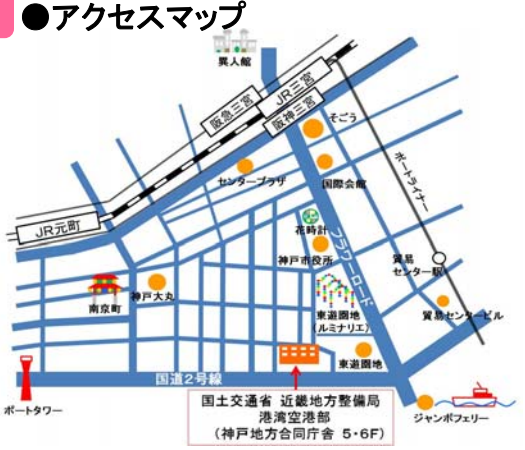 ●アクセスマップ
異人館
JR三宮
阪急三宮
阪神三宮
そごう
センタープラザ
国際会館
ポートライナー
JR元町
花時計
神戸市役所
フラワーロード
貿易
センター駅
南京町
神戸大丸
東遊園地
(ルミナリエ)
貿易センタービル
東遊園地
国道2号線
ポートタワー
国土交通省 近畿地方整備局
港湾空港部
(神戸地方合同庁舎 5・6F)
ジャンボフェリー